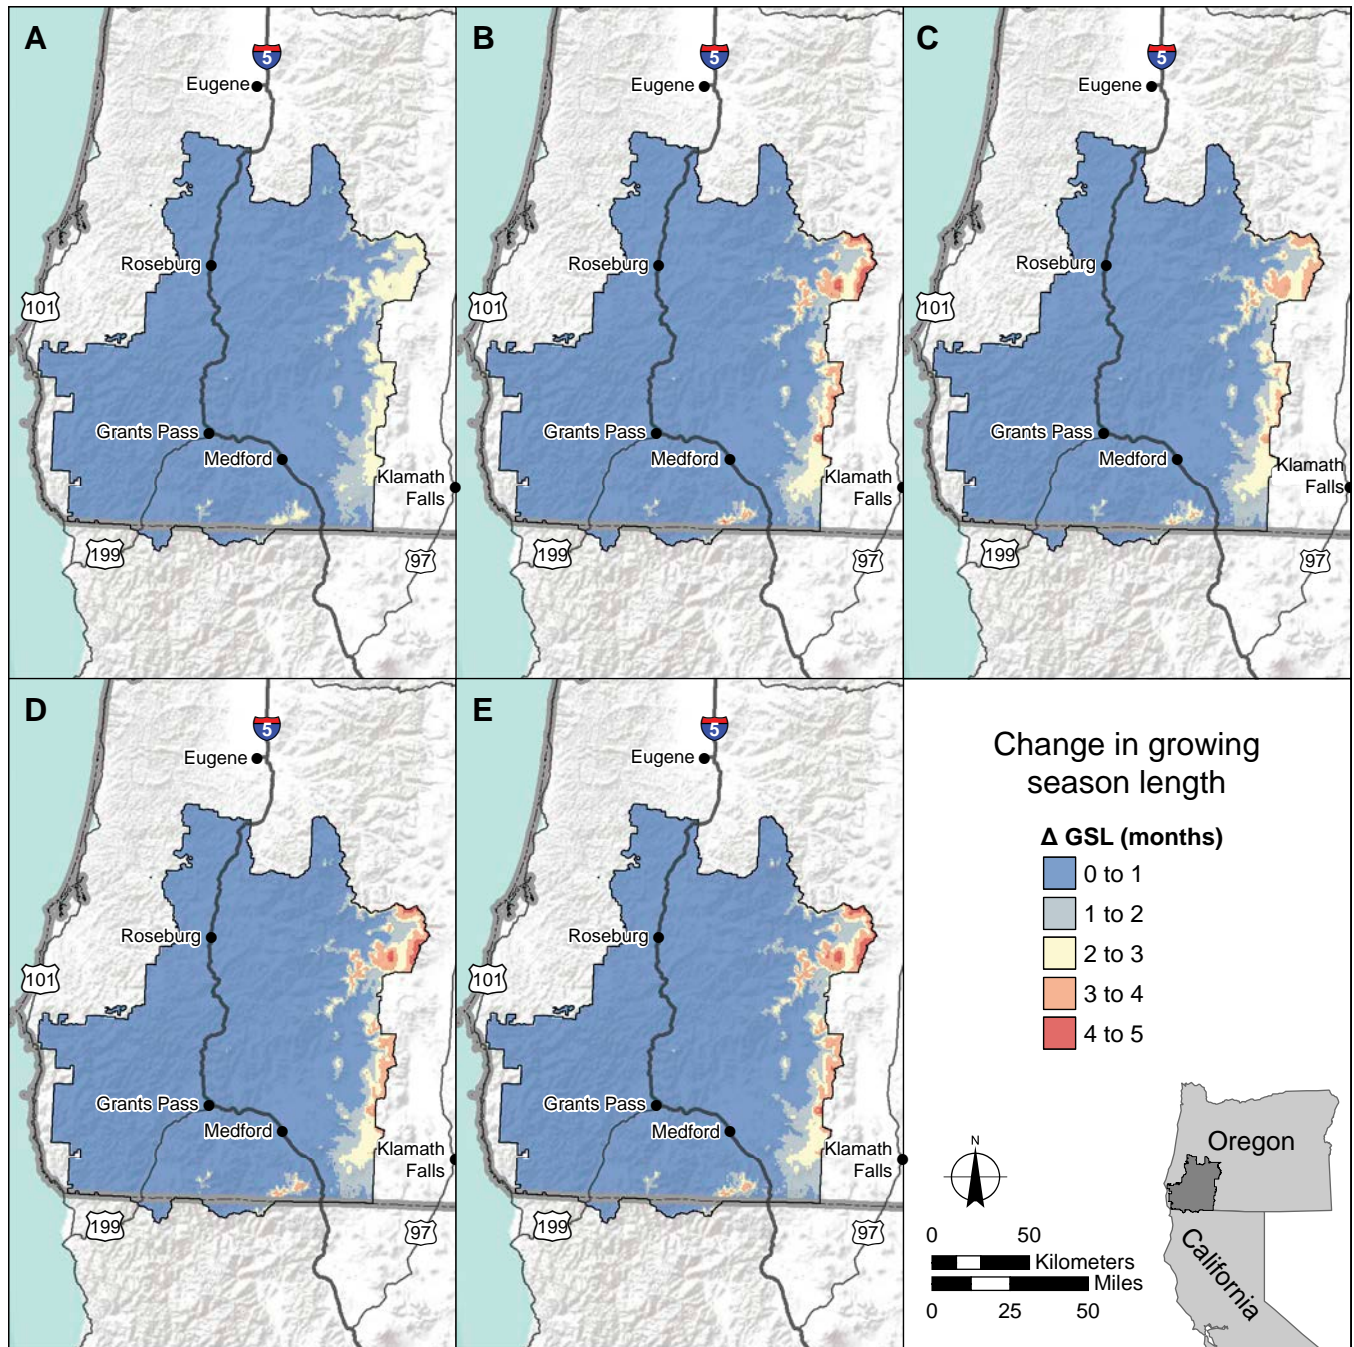 A
5
Eugene
Roseburg
101
Grants Pass
Medford
Klamath
Falls
199
97
B
5
Eugene
Roseburg
101
Grants Pass
Medford
Klamath
Falls
199
97
C
5
Eugene
Roseburg
101
Grants Pass
Medford
Klamath
Falls
199
97
D
5
Eugene
Roseburg
101
Grants Pass
Medford
Klamath
Falls
199
97
E
5
Eugene
Roseburg
101
Grants Pass
Medford
Klamath
Falls
199
97
Change in growing
season length
Δ GSL (months)
0 to 1
1 to 2
2 to 3
3 to 4
4 to 5
N
0 50
Kilometers
Miles
0 25 50
Oregon
California